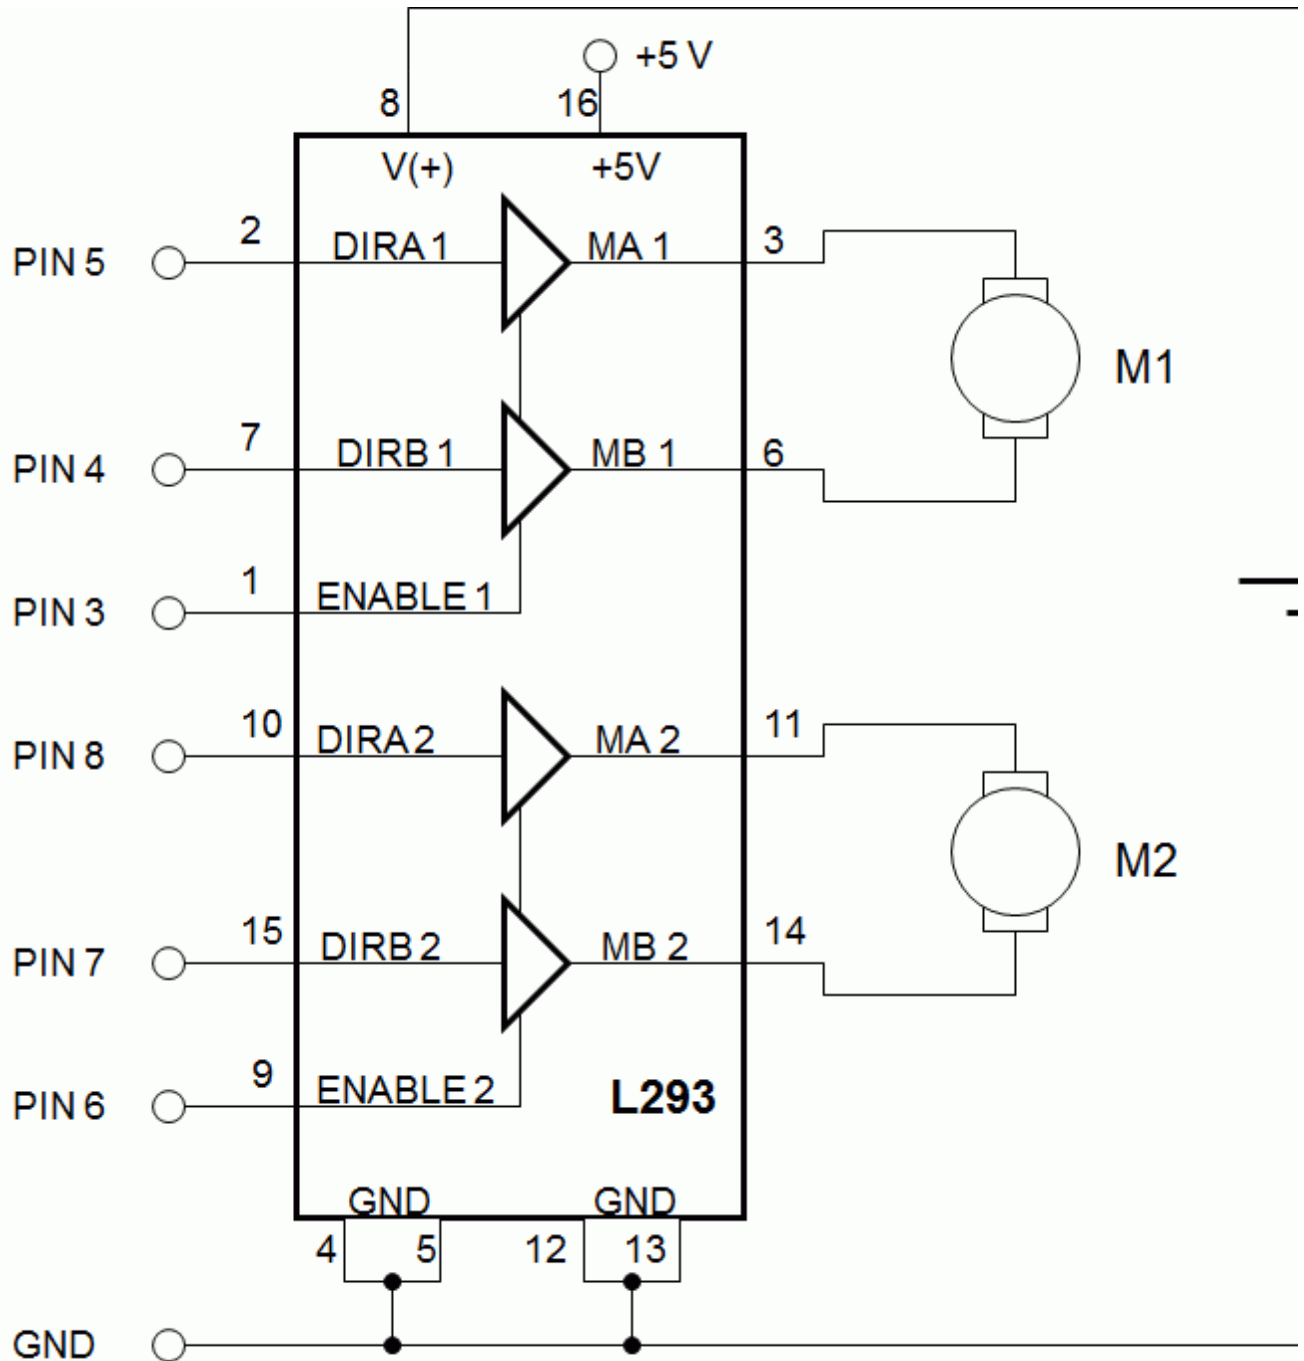 +5 V
8
16
V(+)
+5V
PIN 5
2
DIRA 1
MA 1
3
M1
PIN 4
7
DIRB 1
MB 1
6
PIN 3
1
ENABLE 1
PIN 8
10
DIRA 2
MA 2
11
M2
PIN 7
15
DIRB 2
MB 2
14
PIN 6
9
ENABLE 2
L293
GND
GND
4
5
12
13
GND